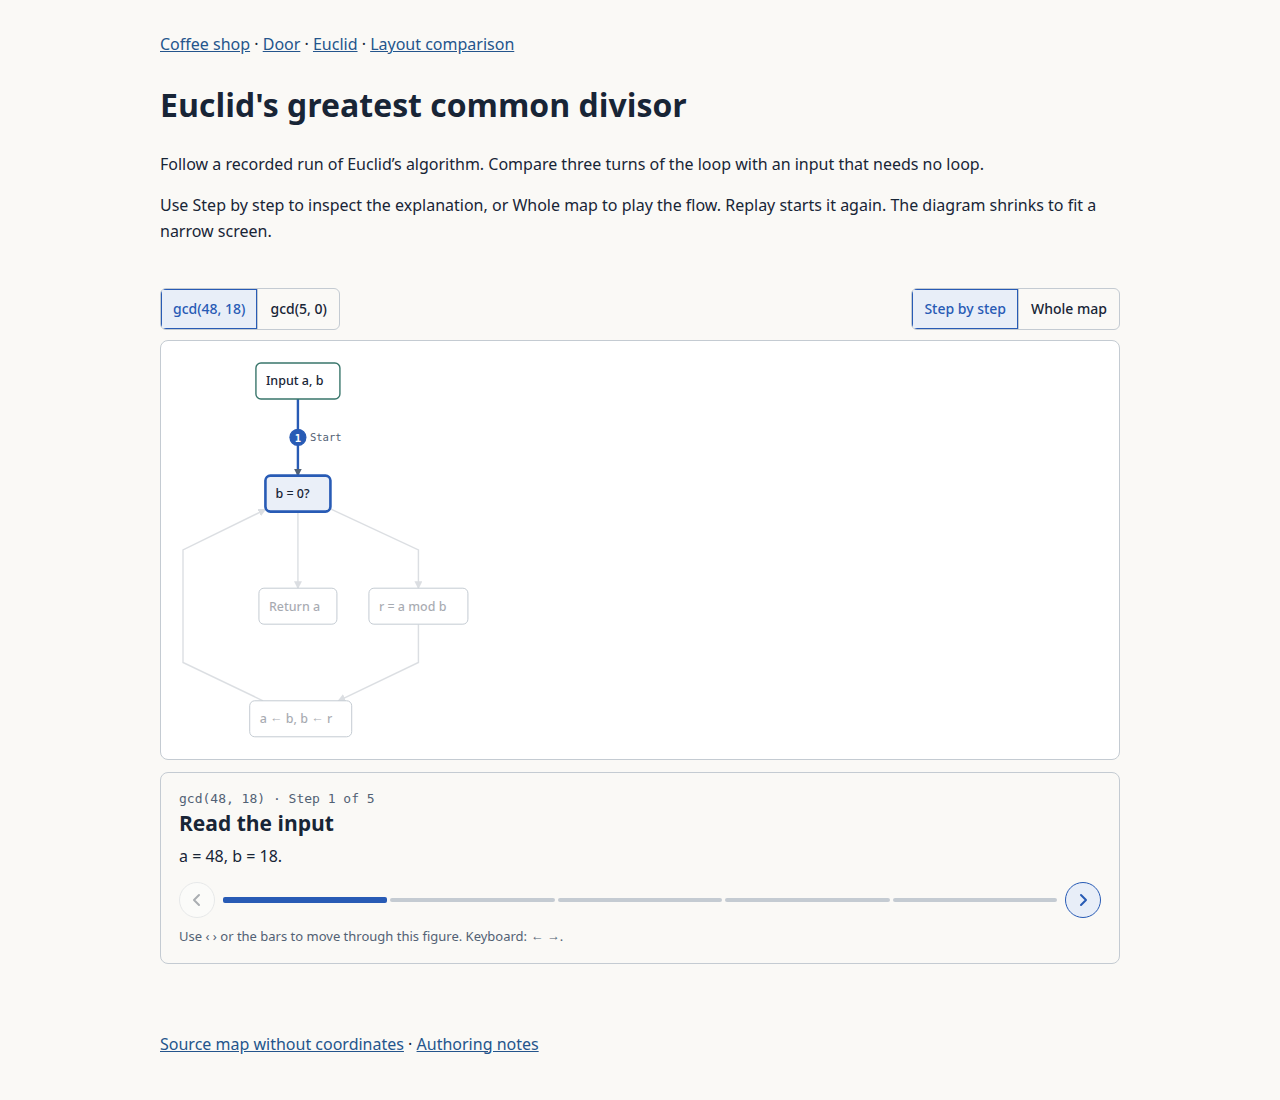 Coffee shop · Door · Euclid · Layout comparison
Euclid's greatest common divisor
Follow a recorded run of Euclid’s algorithm. Compare three turns of the loop with an input that needs no loop.
Use Step by step to inspect the explanation, or Whole map to play the flow. Replay starts it again. The diagram shrinks to fit a
narrow screen.
gcd(48, 18)
gcd(5, 0)
Step by step
Whole map
Input a, b
1 Start
b = 0?
Return a
r = a mod b
a ← b, b ← r
gcd(48, 18) · Step 1 of 5
Read the input
a = 48, b = 18.
Use ‹ › or the bars to move through this figure. Keyboard: ← →.
Source map without coordinates · Authoring notes